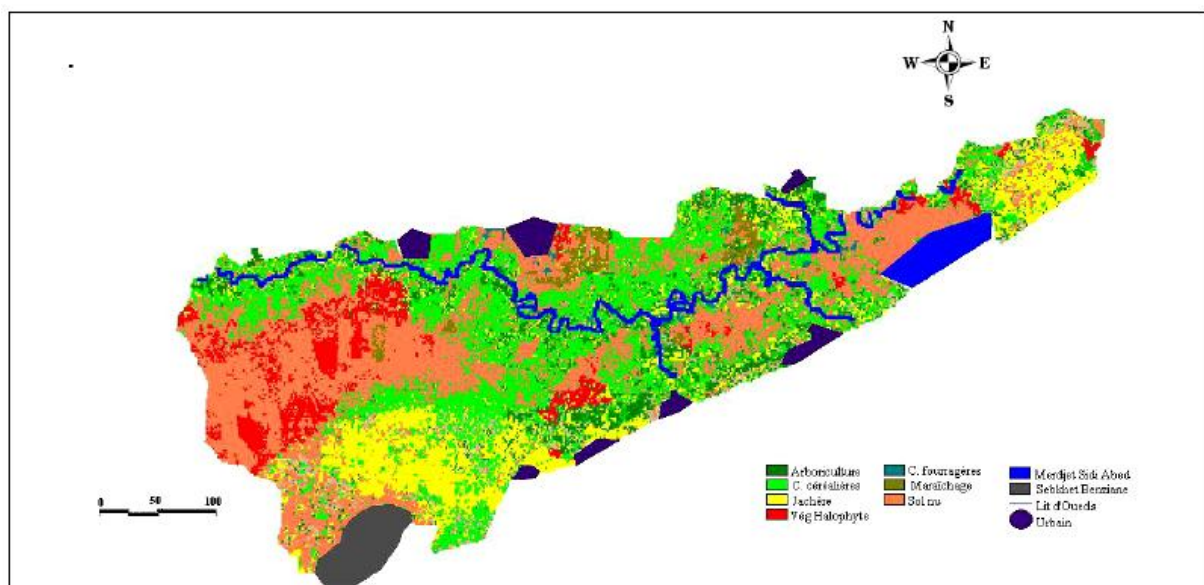 N
W E
S
0 50 100
Arboriculture
C. céréalières
Jachère
Vég Halophyte
C. fouragères
Maraîchage
Sol nu
Merdjet Sidi Abed
Sebkhet Benziane
Lit d'Oueds
Urbain